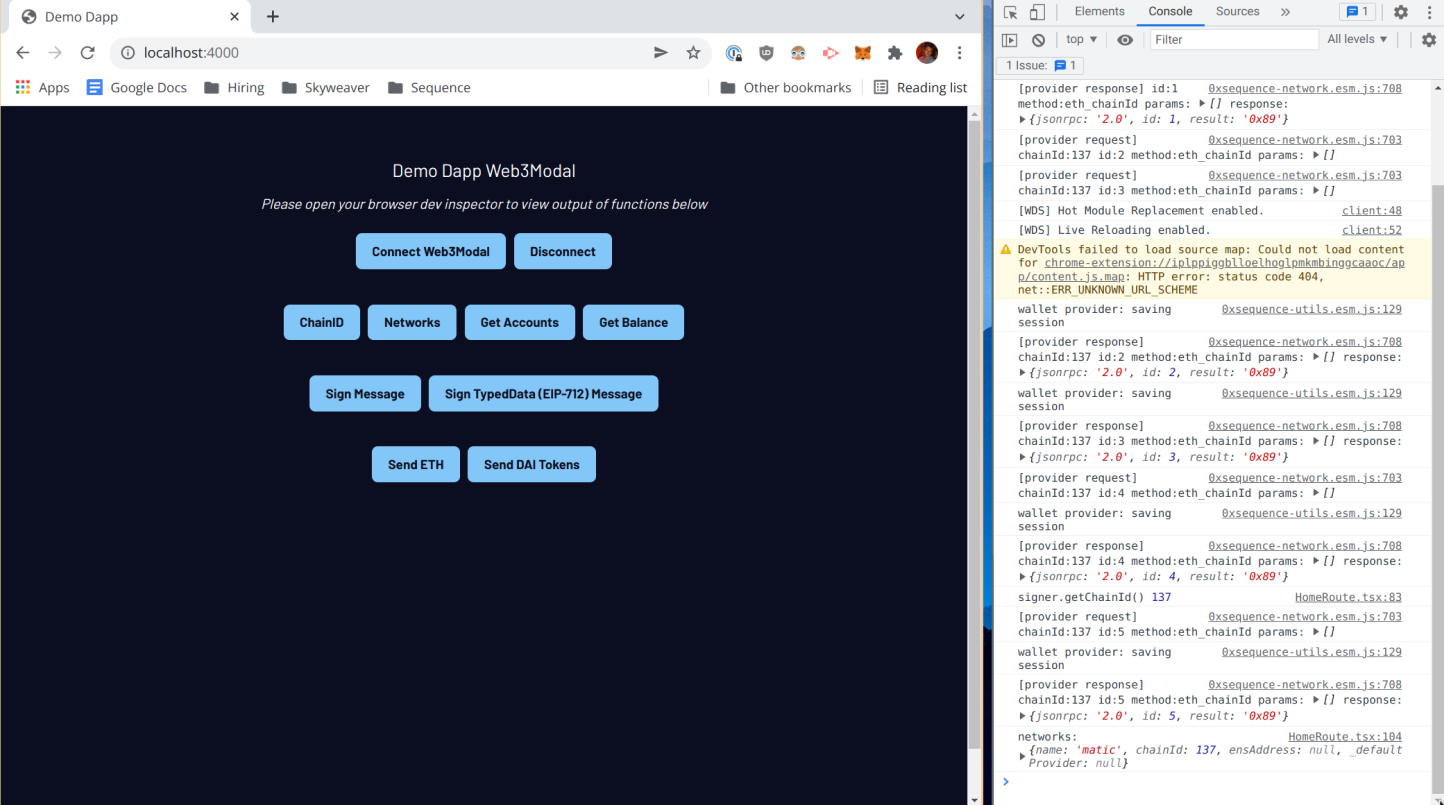 Demo Dapp
localhost:4000
Apps Google Docs Hiring Skyweaver Sequence Other bookmarks Reading list
Demo Dapp Web3Modal
Please open your browser dev inspector to view output of functions below
Connect Web3Modal Disconnect
ChainID Networks Get Accounts Get Balance
Sign Message Sign TypedData (EIP-712) Message
Send ETH Send DAI Tokens
Elements Console Sources » 1
top Filter All levels
1 Issue: 1
[provider response] id:1 0xsequence-network.esm.js:708
method:eth_chainId params: ▶[] response:
▶{jsonrpc: '2.0', id: 1, result: '0x89'}
[provider request] 0xsequence-network.esm.js:703
chainId:137 id:2 method:eth_chainId params: ▶[]
[provider request] 0xsequence-network.esm.js:703
chainId:137 id:3 method:eth_chainId params: ▶[]
[WDS] Hot Module Replacement enabled. client:48
[WDS] Live Reloading enabled. client:52
DevTools failed to load source map: Could not load content
for chrome-extension://iplppiggblloelhoglpmkmbinggcaaoc/ap
p/content.js.map: HTTP error: status code 404,
net::ERR_UNKNOWN_URL_SCHEME
wallet provider: saving 0xsequence-utils.esm.js:129
session
[provider response] 0xsequence-network.esm.js:708
chainId:137 id:2 method:eth_chainId params: ▶[] response:
▶{jsonrpc: '2.0', id: 2, result: '0x89'}
wallet provider: saving 0xsequence-utils.esm.js:129
session
[provider response] 0xsequence-network.esm.js:708
chainId:137 id:3 method:eth_chainId params: ▶[] response:
▶{jsonrpc: '2.0', id: 3, result: '0x89'}
[provider request] 0xsequence-network.esm.js:703
chainId:137 id:4 method:eth_chainId params: ▶[]
wallet provider: saving 0xsequence-utils.esm.js:129
session
[provider response] 0xsequence-network.esm.js:708
chainId:137 id:4 method:eth_chainId params: ▶[] response:
▶{jsonrpc: '2.0', id: 4, result: '0x89'}
signer.getChainId() 137 HomeRoute.tsx:83
[provider request] 0xsequence-network.esm.js:703
chainId:137 id:5 method:eth_chainId params: ▶[]
wallet provider: saving 0xsequence-utils.esm.js:129
session
[provider response] 0xsequence-network.esm.js:708
chainId:137 id:5 method:eth_chainId params: ▶[] response:
▶{jsonrpc: '2.0', id: 5, result: '0x89'}
networks: HomeRoute.tsx:104
▶{name: 'matic', chainId: 137, ensAddress: null, _default
Provider: null}